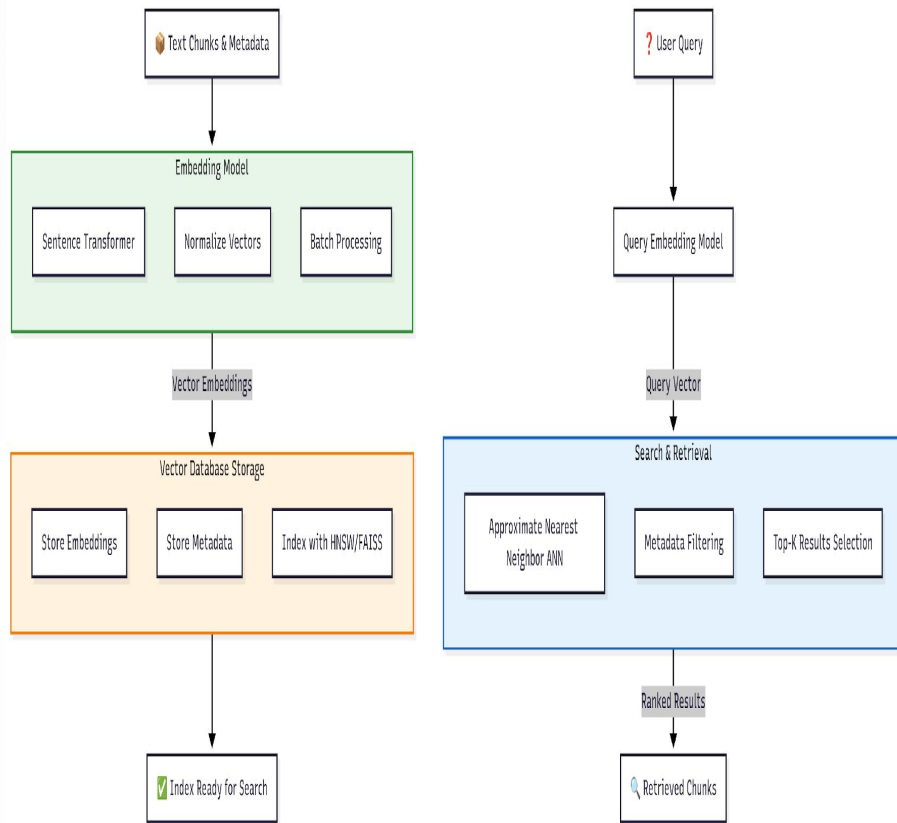 📦 Text Chunks & Metadata
Embedding Model
Sentence Transformer
Normalize Vectors
Batch Processing
Vector Embeddings
Vector Database Storage
Store Embeddings
Store Metadata
Index with HNSW/FAISS
✅ Index Ready for Search
❓ User Query
Query Embedding Model
Query Vector
Search & Retrieval
Approximate Nearest
Neighbor ANN
Metadata Filtering
Top-K Results Selection
Ranked Results
🔍 Retrieved Chunks